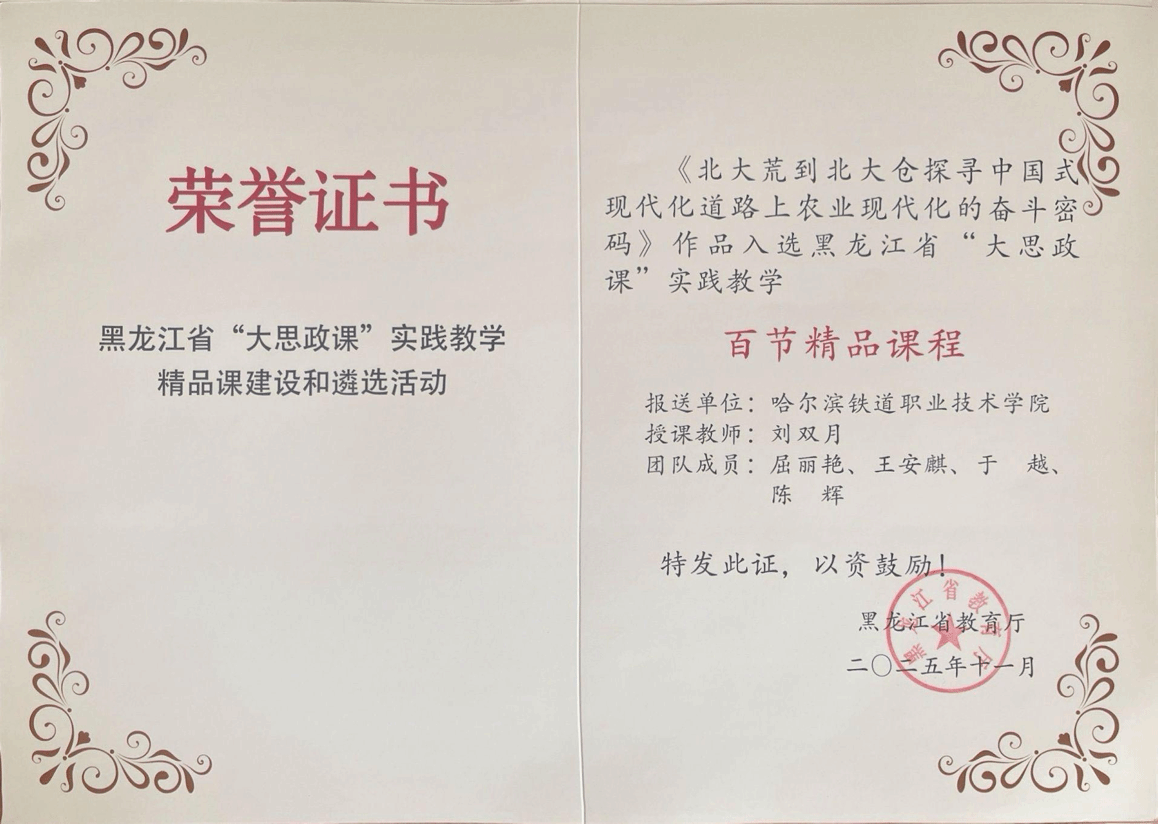 荣誉证书
黑龙江省“大思政课”实践教学
精品课建设和遴选活动
《北大荒到北大仓探寻中国式
现代化道路上农业现代化的奋斗密
码》作品入选黑龙江省“大思政
课”实践教学
百节精品课程
报送单位：哈尔滨铁道职业技术学院
授课教师：刘双月
团队成员：屈丽艳、王安麒、于　越、
陈　辉
特发此证，以资鼓励！
黑龙江省教育厅
二〇二五年十一月
黑龙江省教育厅